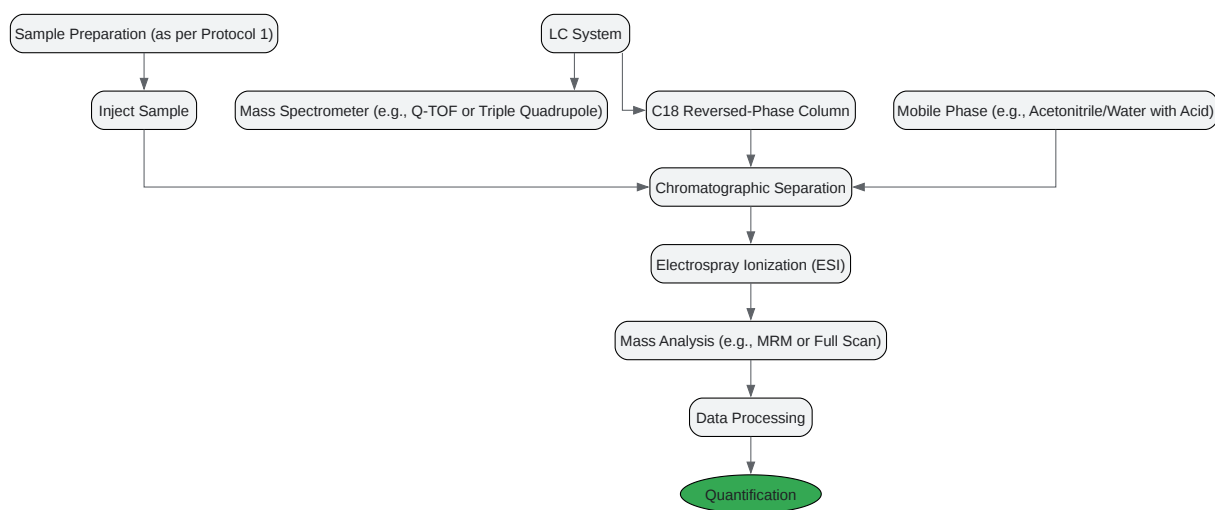 Sample Preparation (as per Protocol 1)
LC System
Inject Sample
Mass Spectrometer (e.g., Q-TOF or Triple Quadrupole)
C18 Reversed-Phase Column
Mobile Phase (e.g., Acetonitrile/Water with Acid)
Chromatographic Separation
Electrospray Ionization (ESI)
Mass Analysis (e.g., MRM or Full Scan)
Data Processing
Quantification